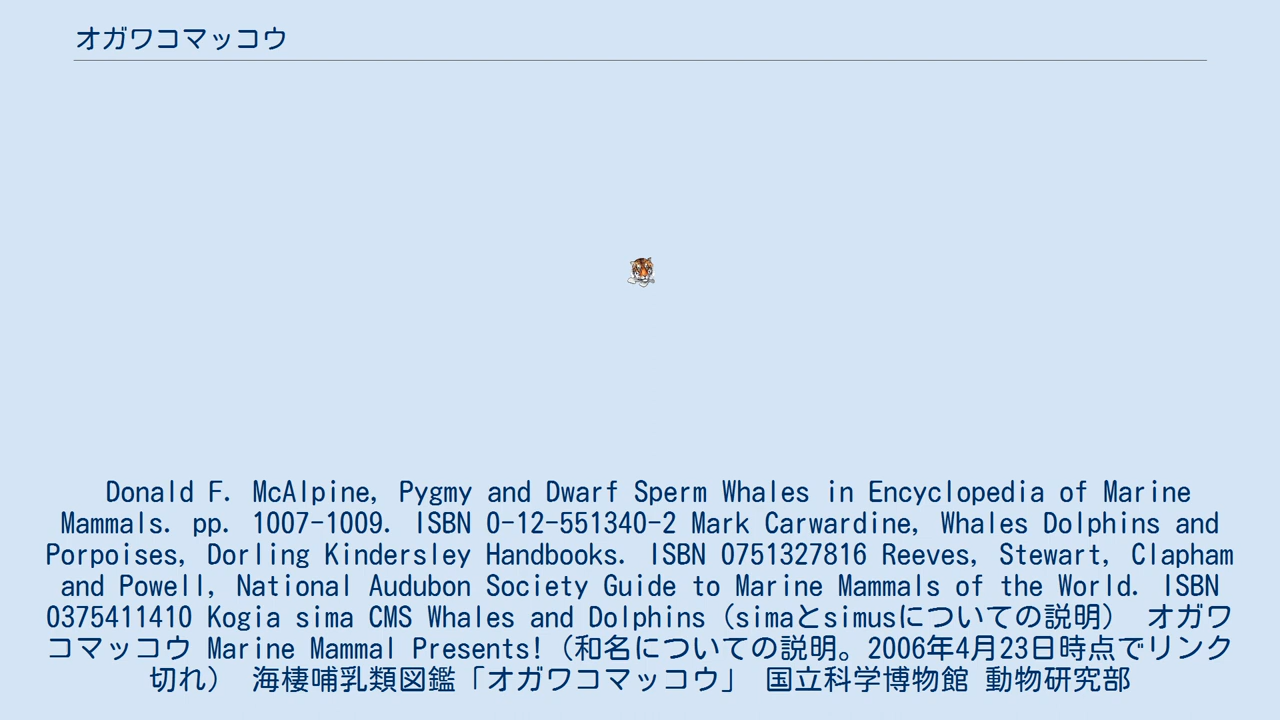 オガワコマッコウ
Donald F. McAlpine, Pygmy and Dwarf Sperm Whales in Encyclopedia of Marine
Mammals. pp. 1007-1009. ISBN 0-12-551340-2 Mark Carwardine, Whales Dolphins and
Porpoises, Dorling Kindersley Handbooks. ISBN 0751327816 Reeves, Stewart, Clapham
and Powell, National Audubon Society Guide to Marine Mammals of the World. ISBN
0375411410 Kogia sima CMS Whales and Dolphins（simaとsimusについての説明） オガワ
コマッコウ Marine Mammal Presents!（和名についての説明。2006年4月23日時点でリンク
切れ） 海棲哺乳類図鑑「オガワコマッコウ」 国立科学博物館 動物研究部